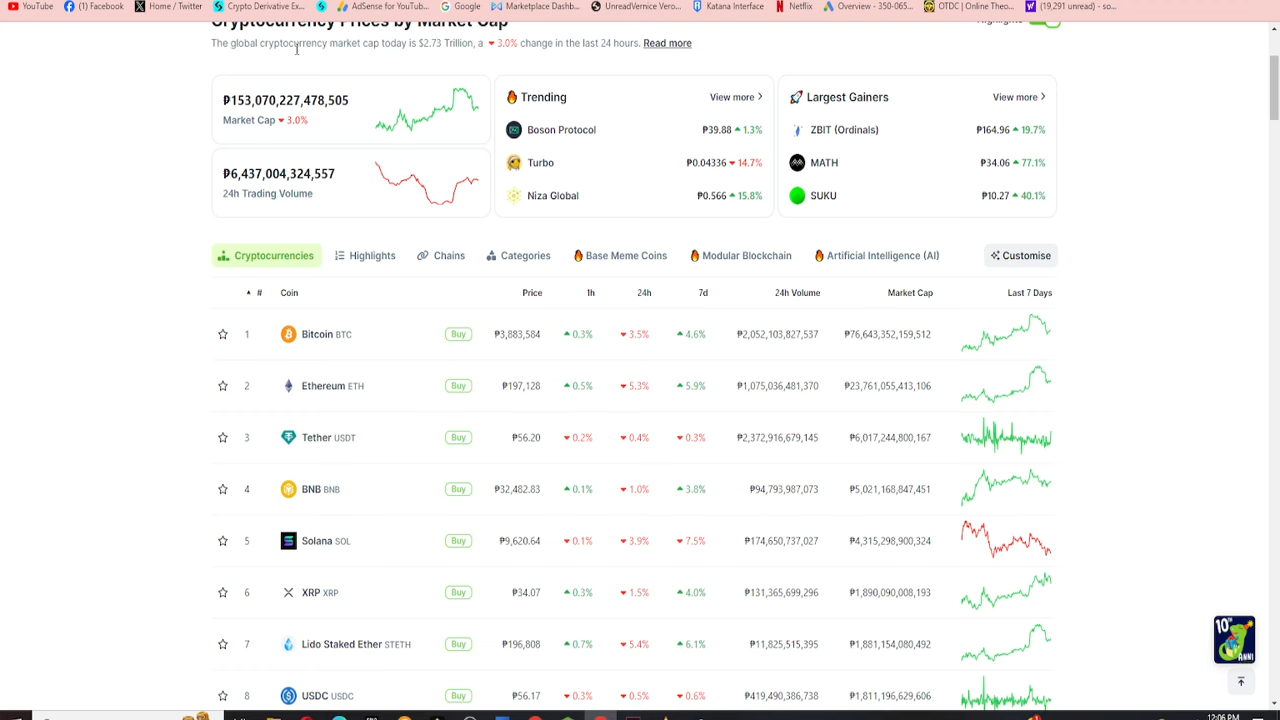 YouTube (1) Facebook Home / Twitter Crypto Derivative Ex... AdSense for YouTub... Google Marketplace Dashb... UnreadVernice Vero... Katana Interface Netflix Overview – 350-065... OTDC | Online Theo... (19,291 unread) - so...
Cryptocurrency Prices by Market Cap
The global cryptocurrency market cap today is $2.73 Trillion, a 3.0% change in the last 24 hours. Read more
₱153,070,227,478,505
Market Cap 3.0%
₱6,437,004,324,557
24h Trading Volume
Trending View more
Boson Protocol ₱39.88 1.3%
Turbo ₱0.04336 14.7%
Niza Global ₱0.566 15.8%
Largest Gainers View more
ZBIT (Ordinals) ₱164.96 19.7%
MATH ₱34.06 77.1%
SUKU ₱10.27 40.1%
Cryptocurrencies Highlights Chains Categories Base Meme Coins Modular Blockchain Artificial Intelligence (AI) Customise
# Coin Price 1h 24h 7d 24h Volume Market Cap Last 7 Days
1 Bitcoin BTC Buy ₱3,883,584 0.3% 3.5% 4.6% ₱2,052,103,827,537 ₱76,643,352,159,512
2 Ethereum ETH Buy ₱197,128 0.5% 5.3% 5.9% ₱1,075,036,481,370 ₱23,761,055,413,106
3 Tether USDT Buy ₱56.20 0.2% 0.4% 0.3% ₱2,372,916,679,145 ₱6,017,244,800,167
4 BNB BNB Buy ₱32,482.83 0.1% 1.0% 3.8% ₱94,793,987,073 ₱5,021,168,847,451
5 Solana SOL Buy ₱9,620.64 0.1% 3.9% 7.5% ₱174,650,737,027 ₱4,315,298,900,324
6 XRP XRP Buy ₱34.07 0.3% 1.5% 4.0% ₱131,365,699,296 ₱1,890,090,008,193
7 Lido Staked Ether STETH Buy ₱196,808 0.7% 5.4% 6.1% ₱11,825,515,395 ₱1,881,154,080,492
8 USDC USDC Buy ₱56.17 0.3% 0.5% 0.6% ₱419,490,386,738 ₱1,811,196,629,606
10TH ANNI
12:06 PM